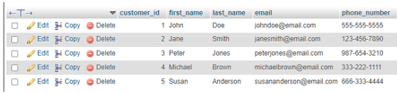 ←T→ customer_id first_name last_name email phone_number
Edit Copy Delete 1 John Doe johndoe@email.com 555-555-5555
Edit Copy Delete 2 Jane Smith janesmith@email.com 123-456-7890
Edit Copy Delete 3 Peter Jones peterjones@email.com 987-654-3210
Edit Copy Delete 4 Michael Brown michaelbrown@email.com 333-222-1111
Edit Copy Delete 5 Susan Anderson susananderson@email.com 666-333-4444